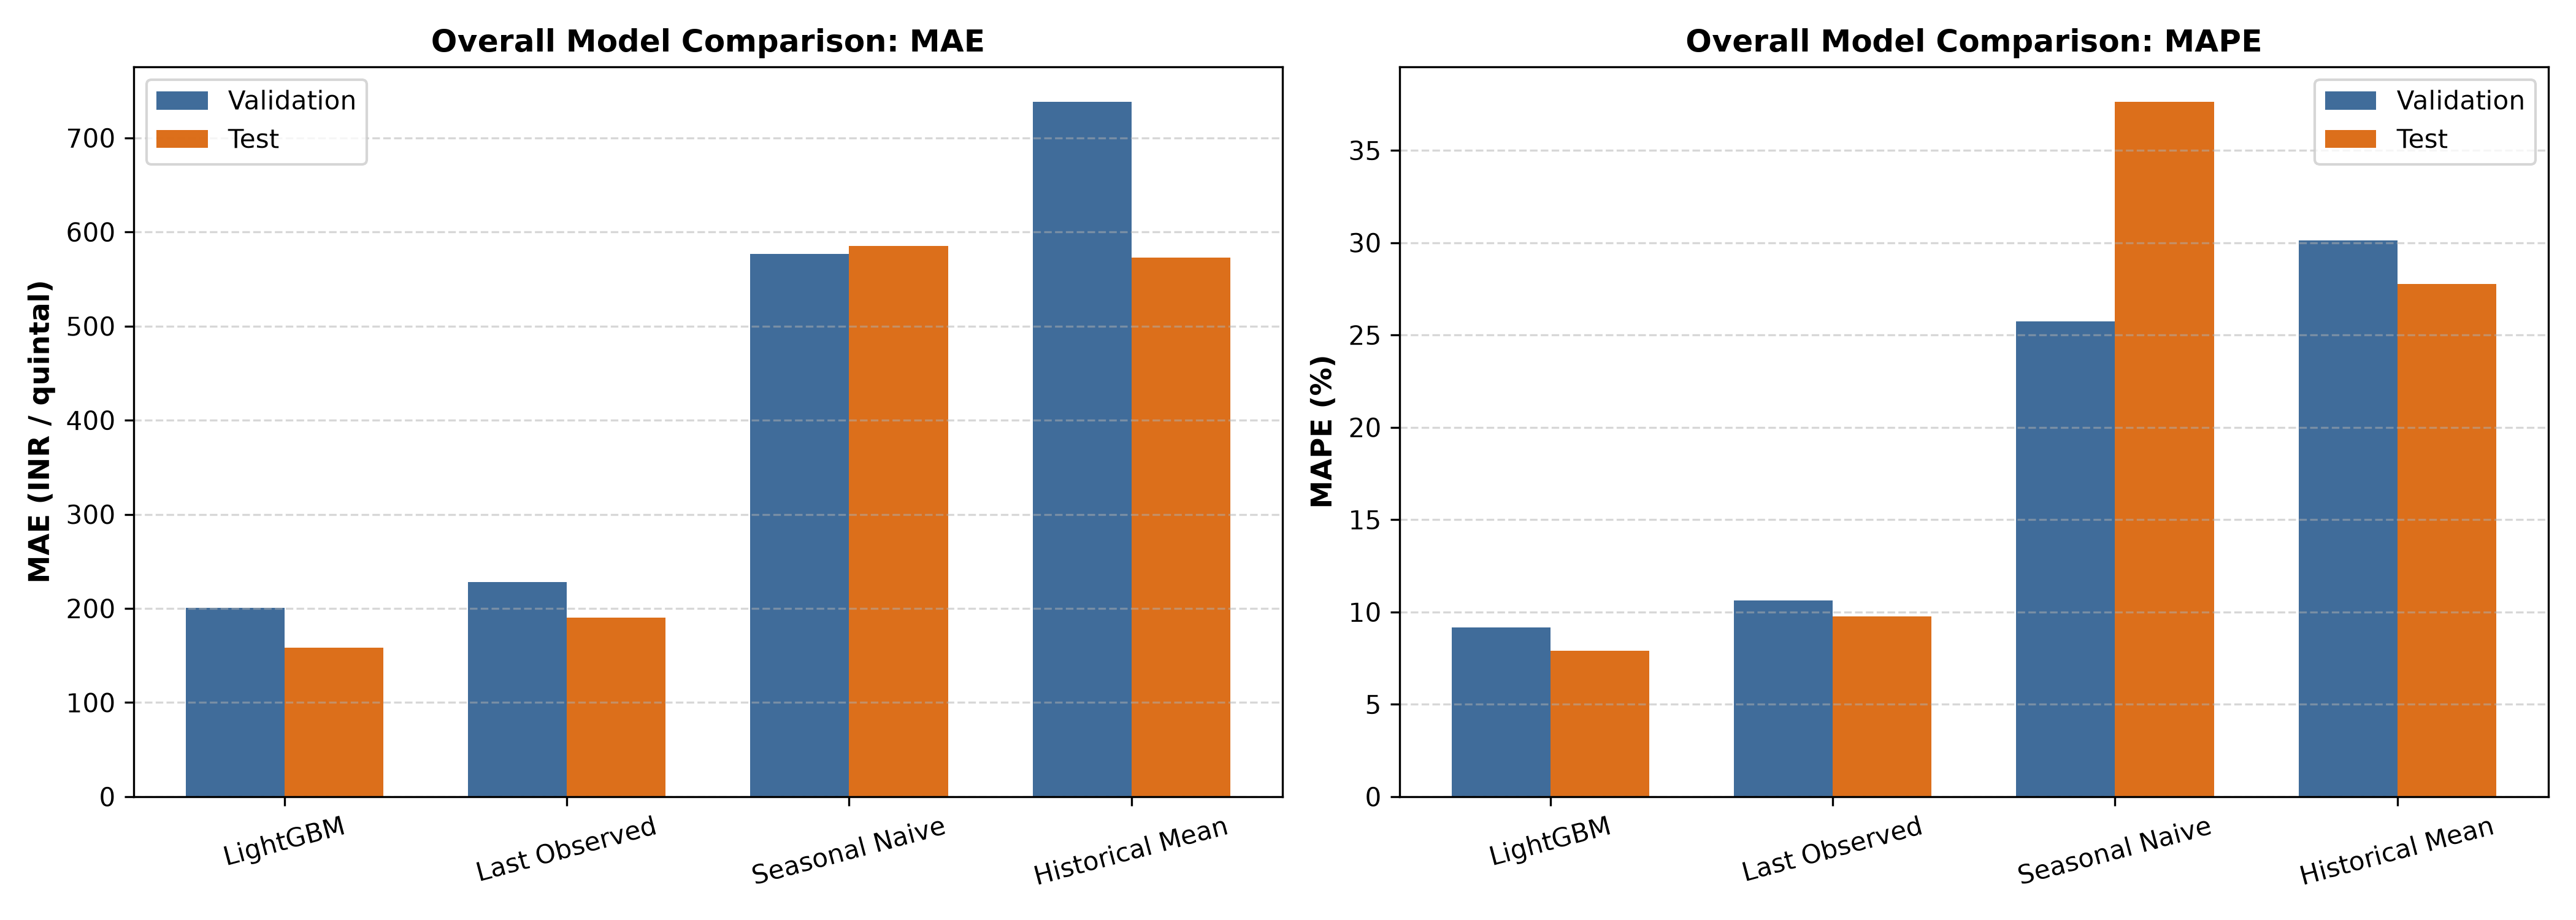 Overall Model Comparison: MAE
Validation
Test
MAE (INR / quintal)
700
600
500
400
300
200
100
0
LightGBM
Last Observed
Seasonal Naive
Historical Mean
Overall Model Comparison: MAPE
Validation
Test
MAPE (%)
35
30
25
20
15
10
5
0
LightGBM
Last Observed
Seasonal Naive
Historical Mean